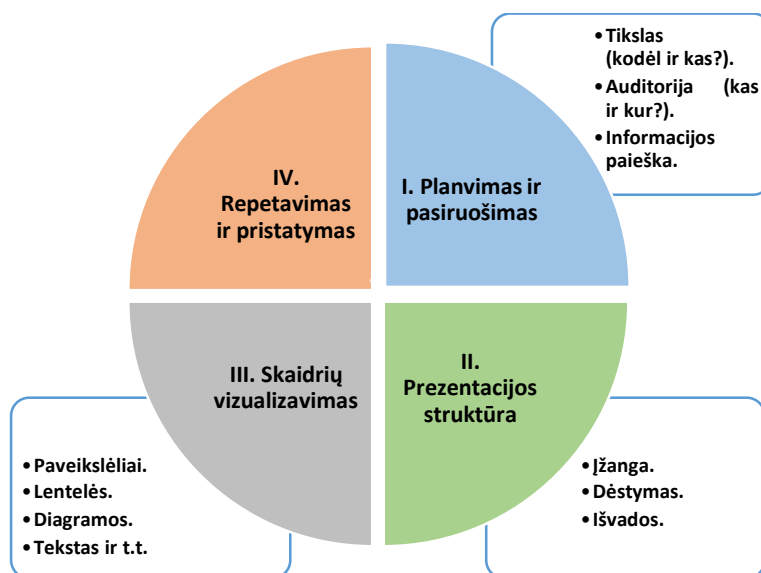 • Tikslas
(kodėl ir kas?).
• Auditorija (kas
ir kur?).
• Informacijos
paieška.
I. Planvimas ir
pasiruošimas
IV.
Repetavimas
ir pristatymas
II.
Prezentacijos
struktūra
III. Skaidrių
vizualizavimas
• Paveikslėliai.
• Lentelės.
• Diagramos.
• Tekstas ir t.t.
• Įžanga.
• Dėstymas.
• Išvados.